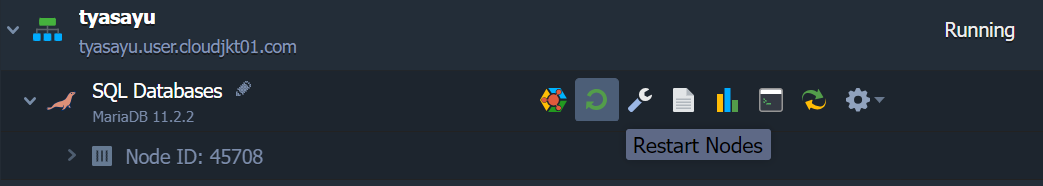 tyasayu
tyasayu.user.cloudjkt01.com
Running
SQL Databases
MariaDB 11.2.2
Restart Nodes
Node ID: 45708